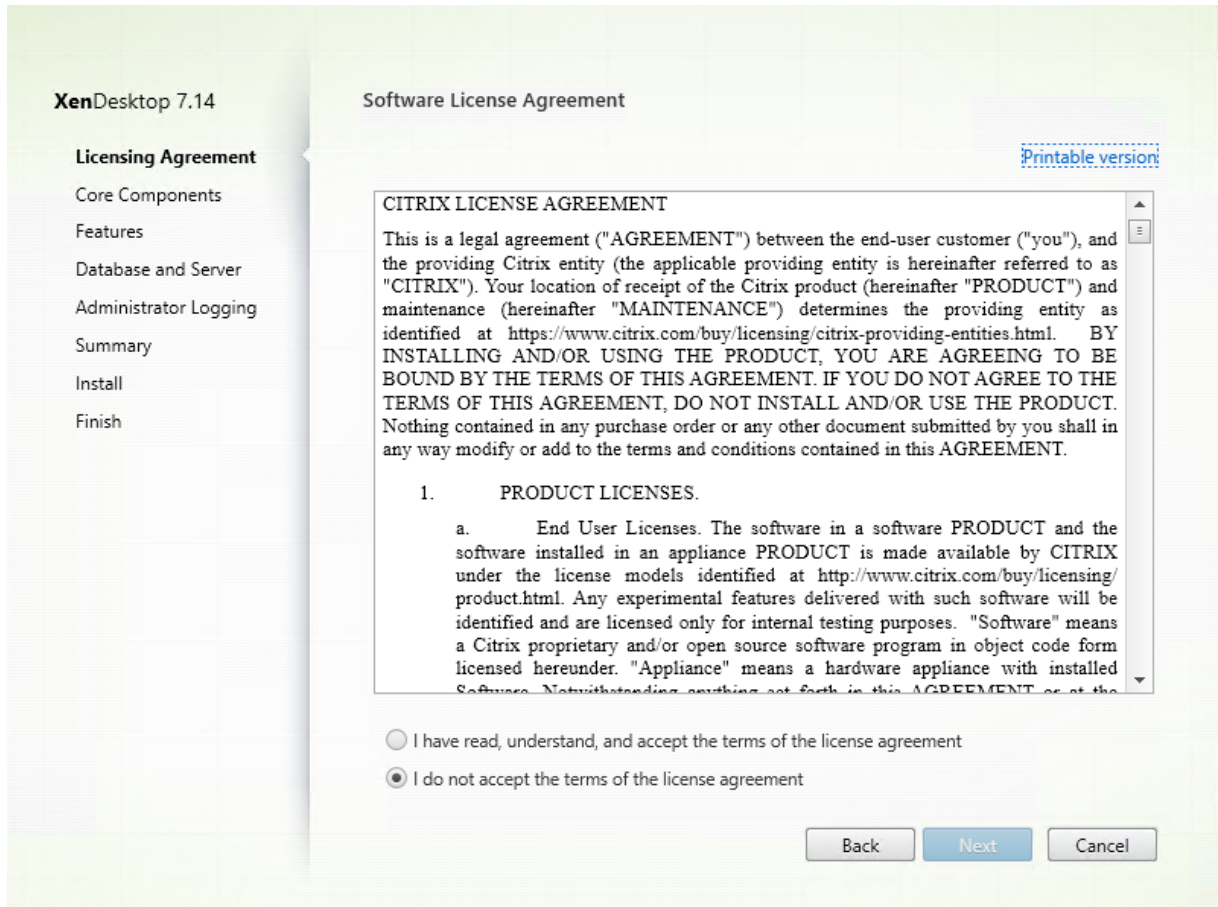 XenDesktop 7.14
Licensing Agreement
Core Components
Features
Database and Server
Administrator Logging
Summary
Install
Finish
Software License Agreement
Printable version
CITRIX LICENSE AGREEMENT
This is a legal agreement ("AGREEMENT") between the end-user customer ("you"), and
the providing Citrix entity (the applicable providing entity is hereinafter referred to as
"CITRIX"). Your location of receipt of the Citrix product (hereinafter "PRODUCT") and
maintenance (hereinafter "MAINTENANCE") determines the providing entity as
identified at https://www.citrix.com/buy/licensing/citrix-providing-entities.html. BY
INSTALLING AND/OR USING THE PRODUCT, YOU ARE AGREEING TO BE
BOUND BY THE TERMS OF THIS AGREEMENT. IF YOU DO NOT AGREE TO THE
TERMS OF THIS AGREEMENT, DO NOT INSTALL AND/OR USE THE PRODUCT.
Nothing contained in any purchase order or any other document submitted by you shall in
any way modify or add to the terms and conditions contained in this AGREEMENT.
1. PRODUCT LICENSES.
a. End User Licenses. The software in a software PRODUCT and the
software installed in an appliance PRODUCT is made available by CITRIX
under the license models identified at http://www.citrix.com/buy/licensing/
product.html. Any experimental features delivered with such software will be
identified and are licensed only for internal testing purposes. "Software" means
a Citrix proprietary and/or open source software program in object code form
licensed hereunder. "Appliance" means a hardware appliance with installed
Software. Notwithstanding anything set forth in this AGREEMENT or at the
I have read, understand, and accept the terms of the license agreement
I do not accept the terms of the license agreement
Back
Next
Cancel